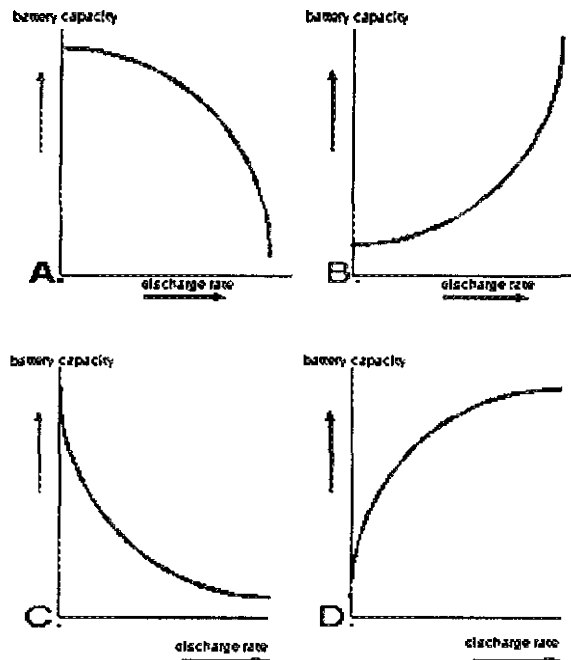 battery capacity
battery capacity
A.
discharge rate
B.
discharge rate
battery capacity
battery capacity
C.
discharge rate
D.
discharge rate